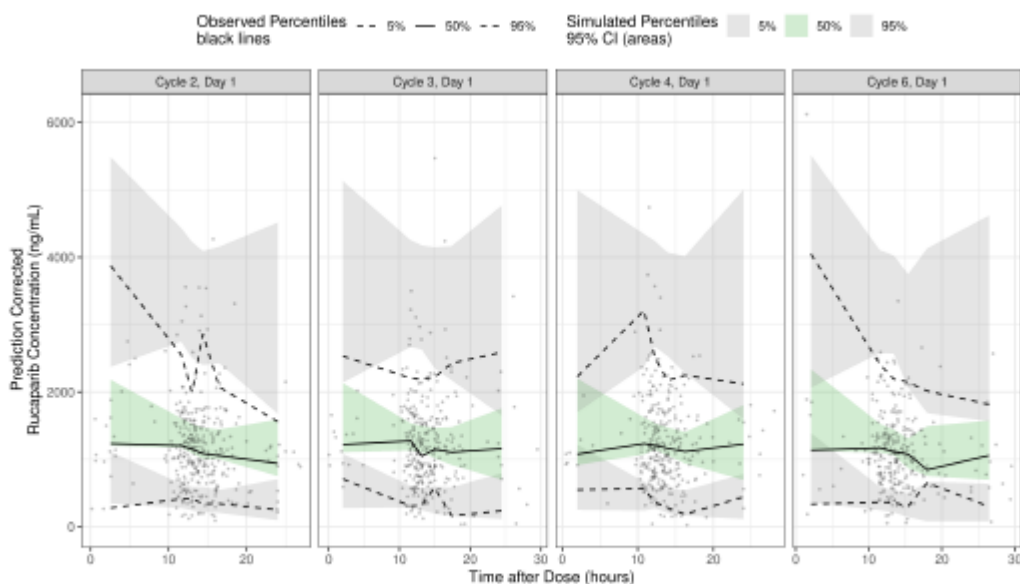 Observed Percentiles
black lines
5% 50% 95%
Simulated Percentiles
95% CI (areas)
5% 50% 95%
Cycle 2, Day 1
Cycle 3, Day 1
Cycle 4, Day 1
Cycle 6, Day 1
Prediction Corrected
Rucaparib Concentration (ng/mL)
6000
4000
2000
0
0 10 20
0 10 20 30
0 10 20
0 10 20 30
Time after Dose (hours)